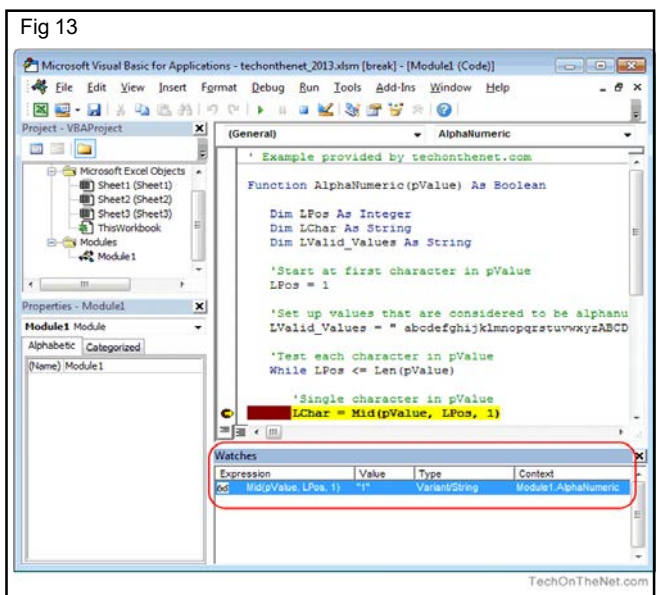 Fig 13
Microsoft Visual Basic for Applications - techonthenet_2013.xlsm [break] - [Module1 (Code)]
File Edit View Insert Format Debug Run Tools Add-Ins Window Help
Project - VBAProject
Microsoft Excel Objects
Sheet1 (Sheet1)
Sheet2 (Sheet2)
Sheet3 (Sheet3)
ThisWorkbook
Modules
Module1
Properties - Module1
Module1 Module
Alphabetic Categorized
(Name) Module1
(General) AlphaNumeric
' Example provided by techonthenet.com
Function AlphaNumeric(pValue) As Boolean
Dim LPos As Integer
Dim LChar As String
Dim LValid_Values As String
'Start at first character in pValue
LPos = 1
'Set up values that are considered to be alphanu
LValid_Values = " abcdefghijklmnopqrstuvwxyzABCD
'Test each character in pValue
While LPos <= Len(pValue)
'Single character in pValue
LChar = Mid(pValue, LPos, 1)
Watches
Expression Value Type Context
Mid(pValue, LPos, 1) Variant/String Module1.AlphaNumeric
TechOnTheNet.com